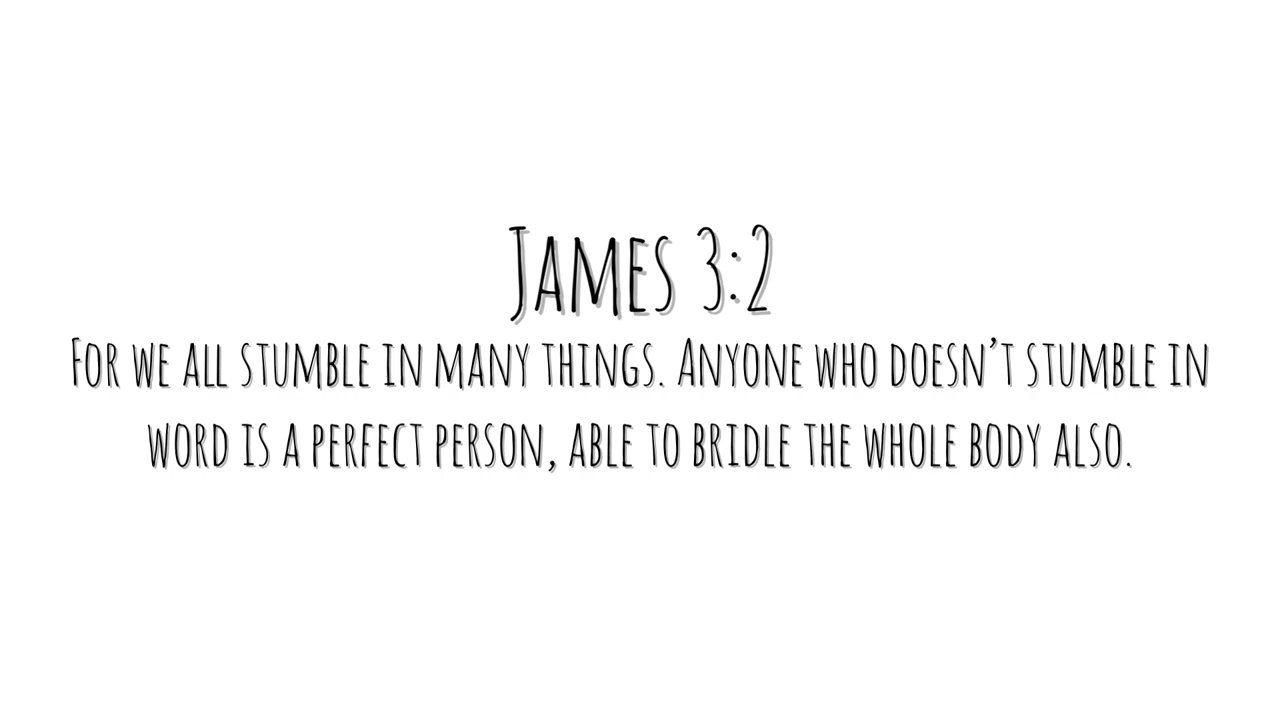 James 3:2
For we all stumble in many things. Anyone who doesn’t stumble in
word is a perfect person, able to bridle the whole body also.